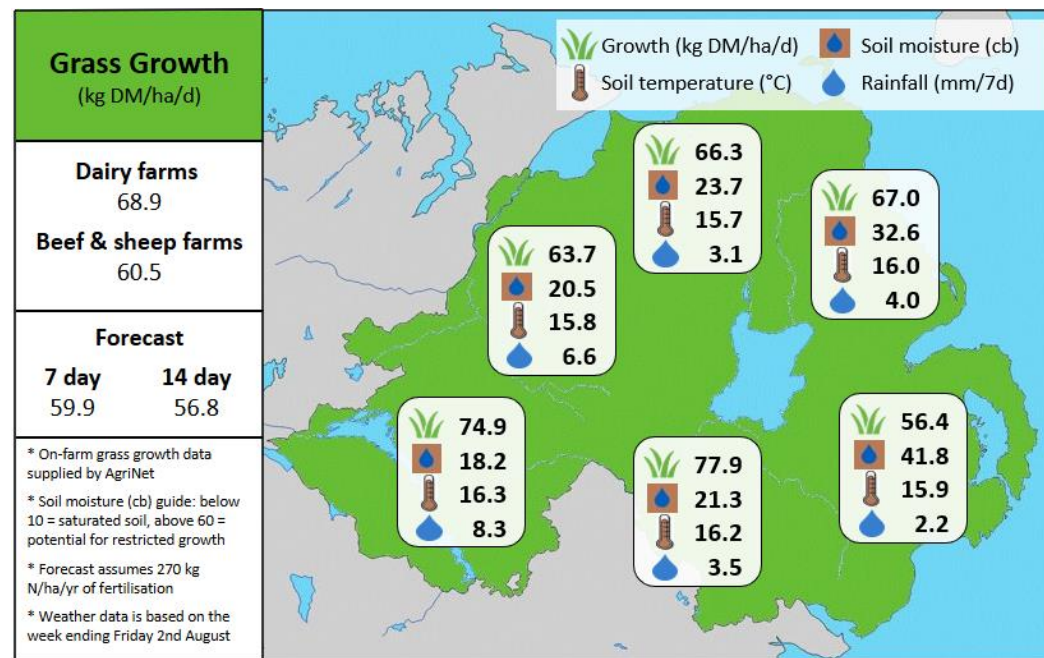 Grass Growth
(kg DM/ha/d)
Dairy farms
68.9
Beef & sheep farms
60.5
Forecast
7 day 14 day
59.9 56.8
* On-farm grass growth data
supplied by AgriNet
* Soil moisture (cb) guide: below
10 = saturated soil, above 60 =
potential for restricted growth
* Forecast assumes 270 kg
N/ha/yr of fertilisation
* Weather data is based on the
week ending Friday 2nd August
Growth (kg DM/ha/d) Soil moisture (cb)
Soil temperature (°C) Rainfall (mm/7d)
66.3
23.7
15.7
3.1
67.0
32.6
16.0
4.0
63.7
20.5
15.8
6.6
74.9
18.2
16.3
8.3
77.9
21.3
16.2
3.5
56.4
41.8
15.9
2.2